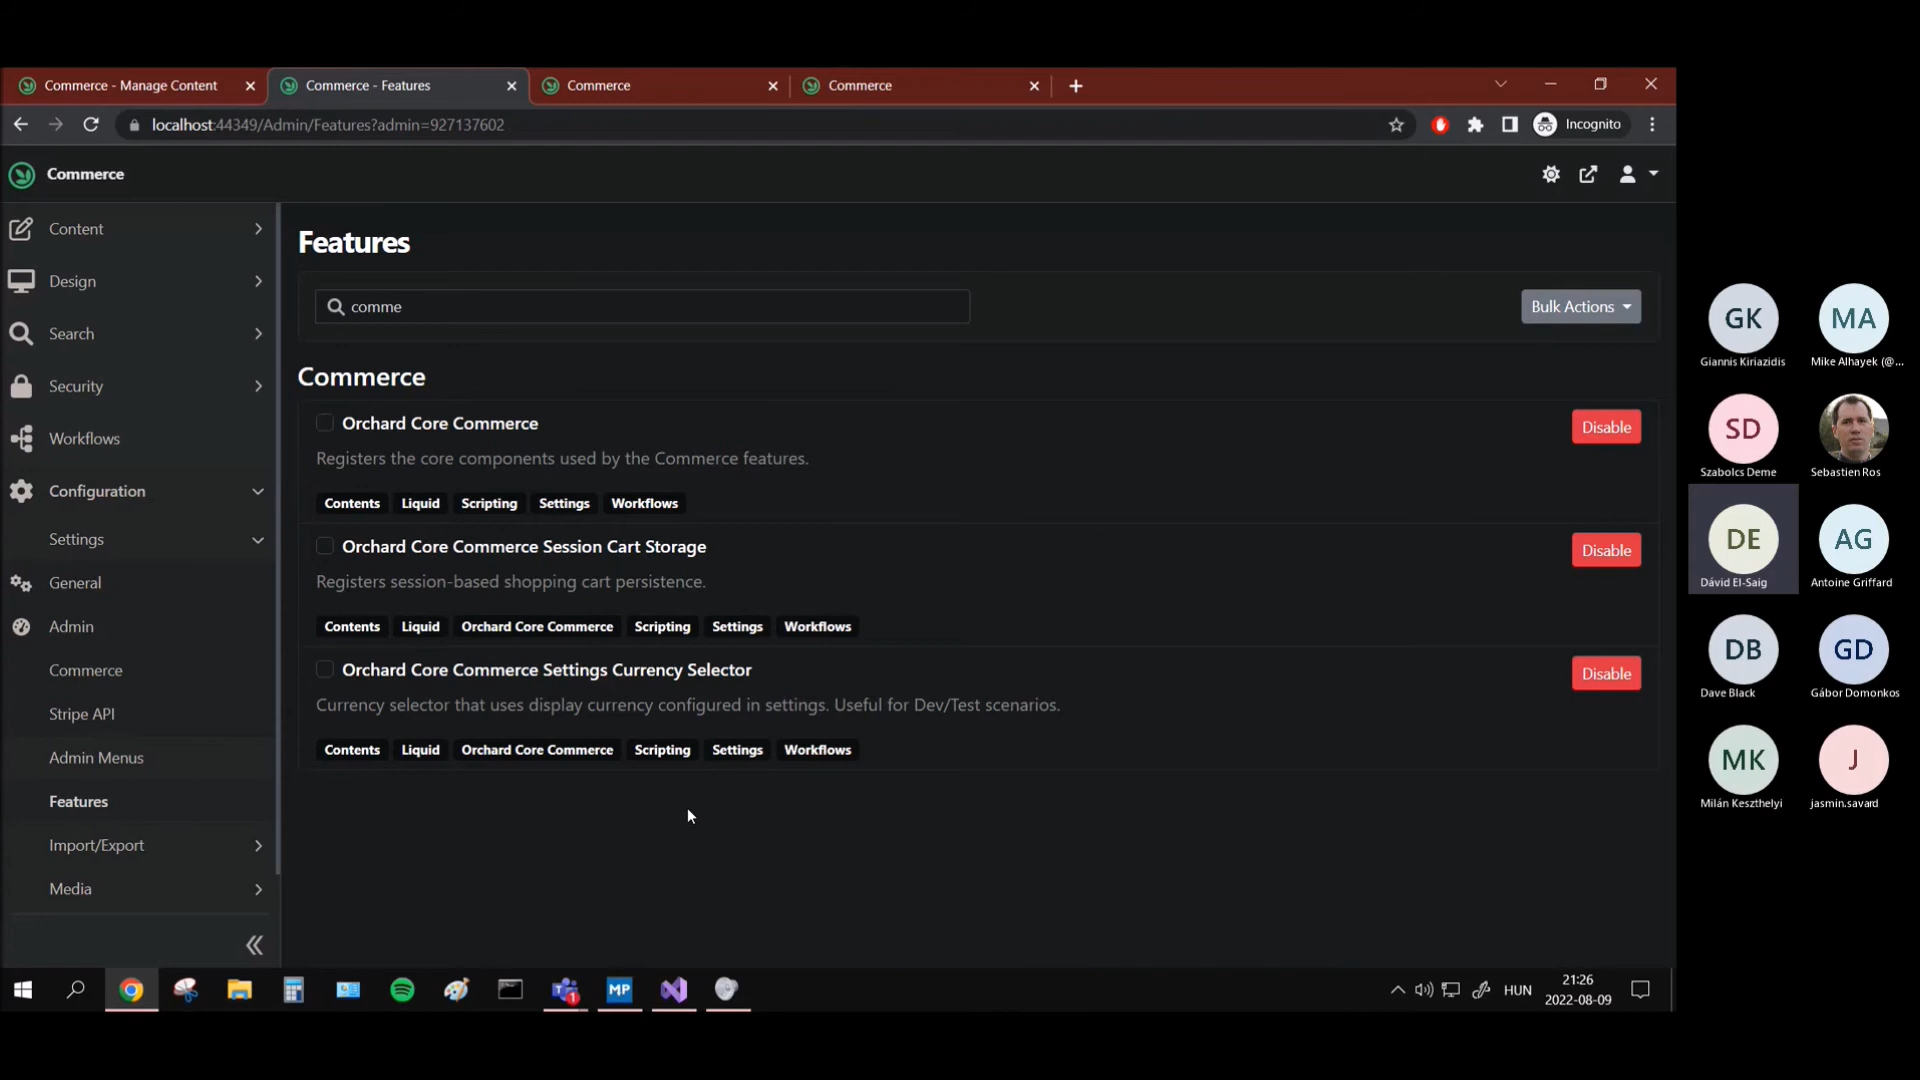 Commerce - Manage Content
Commerce - Features
Commerce
Commerce
localhost:44349/Admin/Features?admin=927137602
Incognito
Commerce
Content
Design
Search
Security
Workflows
Configuration
Settings
General
Admin
Commerce
Stripe API
Admin Menus
Features
Import/Export
Media
Features
comme
Bulk Actions
Commerce
Orchard Core Commerce
Disable
Registers the core components used by the Commerce features.
Contents Liquid Scripting Settings Workflows
Orchard Core Commerce Session Cart Storage
Disable
Registers session-based shopping cart persistence.
Contents Liquid Orchard Core Commerce Scripting Settings Workflows
Orchard Core Commerce Settings Currency Selector
Disable
Currency selector that uses display currency configured in settings. Useful for Dev/Test scenarios.
Contents Liquid Orchard Core Commerce Scripting Settings Workflows
GK
Giannis Kiriazidis
MA
Mike Alhayek (@...
SD
Szabolcs Deme
Sebastien Ros
DE
Dávid El-Saig
AG
Antoine Griffard
DB
Dave Black
GD
Gábor Domonkos
MK
Milán Keszthelyi
J
jasmin.savard
T
1
MP
HUN
21:26
2022-08-09